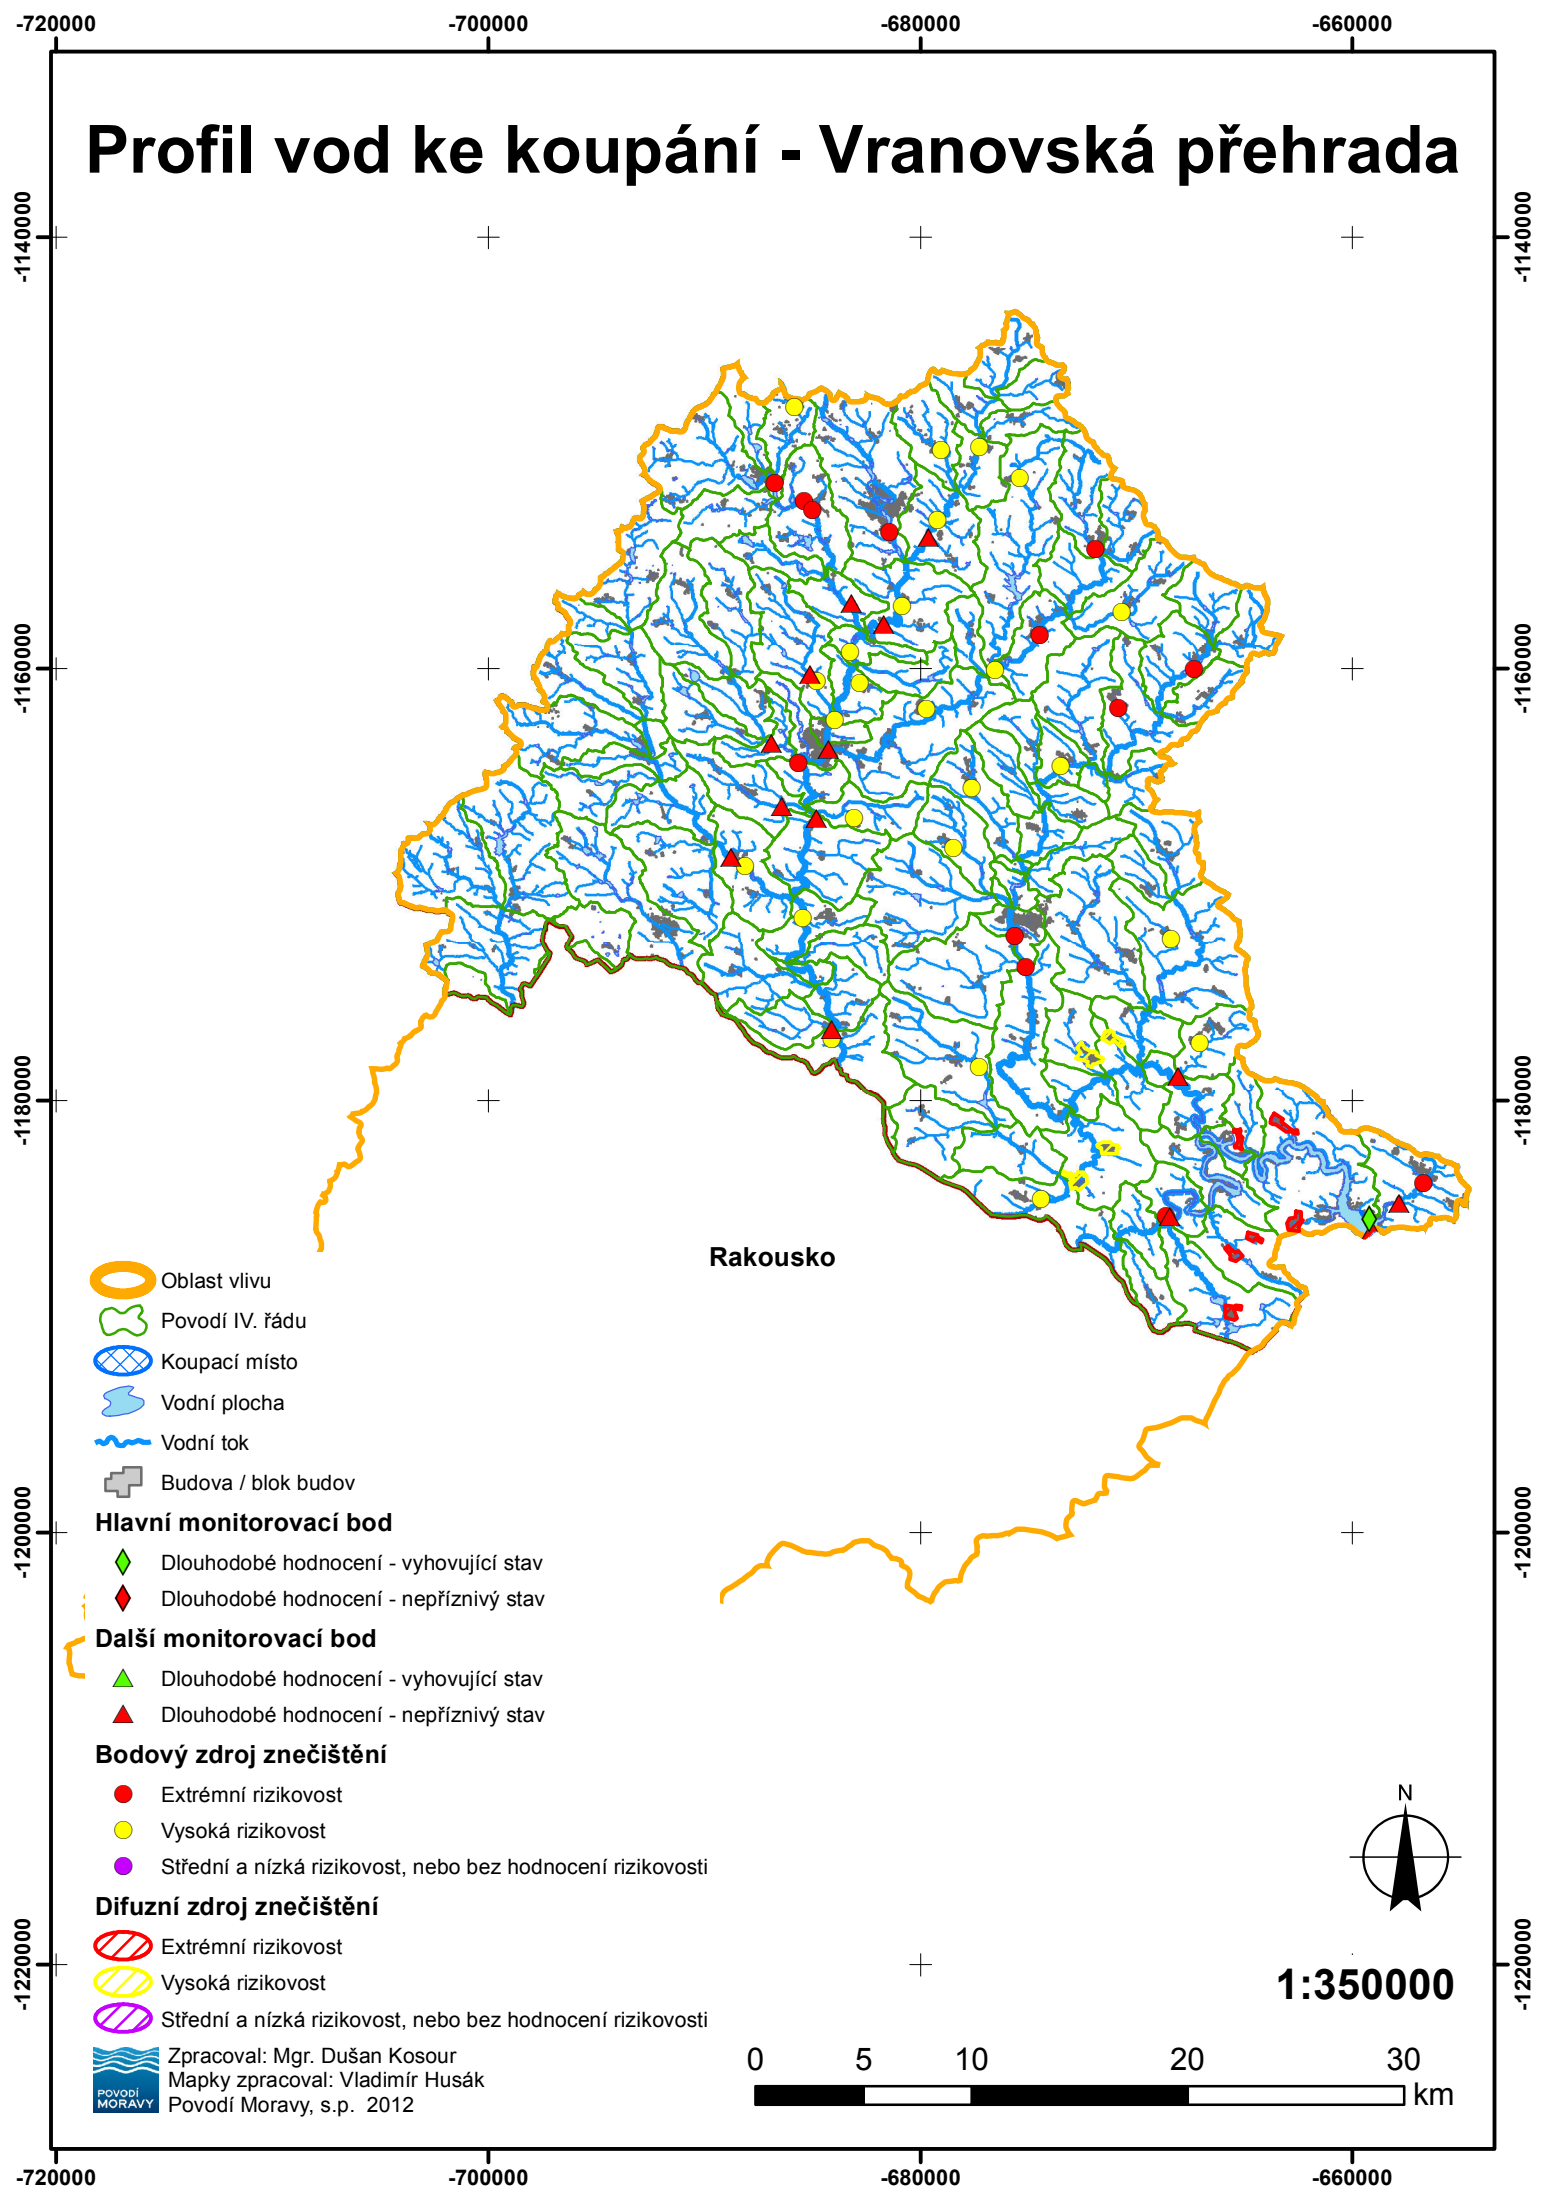 -720000 -700000 -680000 -660000
Profil vod ke koupání - Vranovská přehrada
-1140000 -1140000
-1160000 -1160000
-1180000 -1180000
Rakousko
Oblast vlivu
Povodí IV. řádu
Koupací místo
Vodní plocha
Vodní tok
Budova / blok budov
-1200000 -1200000
Hlavní monitorovací bod
Dlouhodobé hodnocení - vyhovující stav
Dlouhodobé hodnocení - nepříznivý stav
Další monitorovací bod
Dlouhodobé hodnocení - vyhovující stav
Dlouhodobé hodnocení - nepříznivý stav
Bodový zdroj znečištění
Extrémní rizikovost
Vysoká rizikovost
Střední a nízká rizikovost, nebo bez hodnocení rizikovosti
Difuzní zdroj znečištění
Extrémní rizikovost
Vysoká rizikovost
Střední a nízká rizikovost, nebo bez hodnocení rizikovosti
N
-1220000 -1220000
1:350000
POVODÍ
MORAVY
Zpracoval: Mgr. Dušan Kosour
Mapky zpracoval: Vladimír Husák
Povodí Moravy, s.p. 2012
0 5 10 20 30
km
-720000 -700000 -680000 -660000